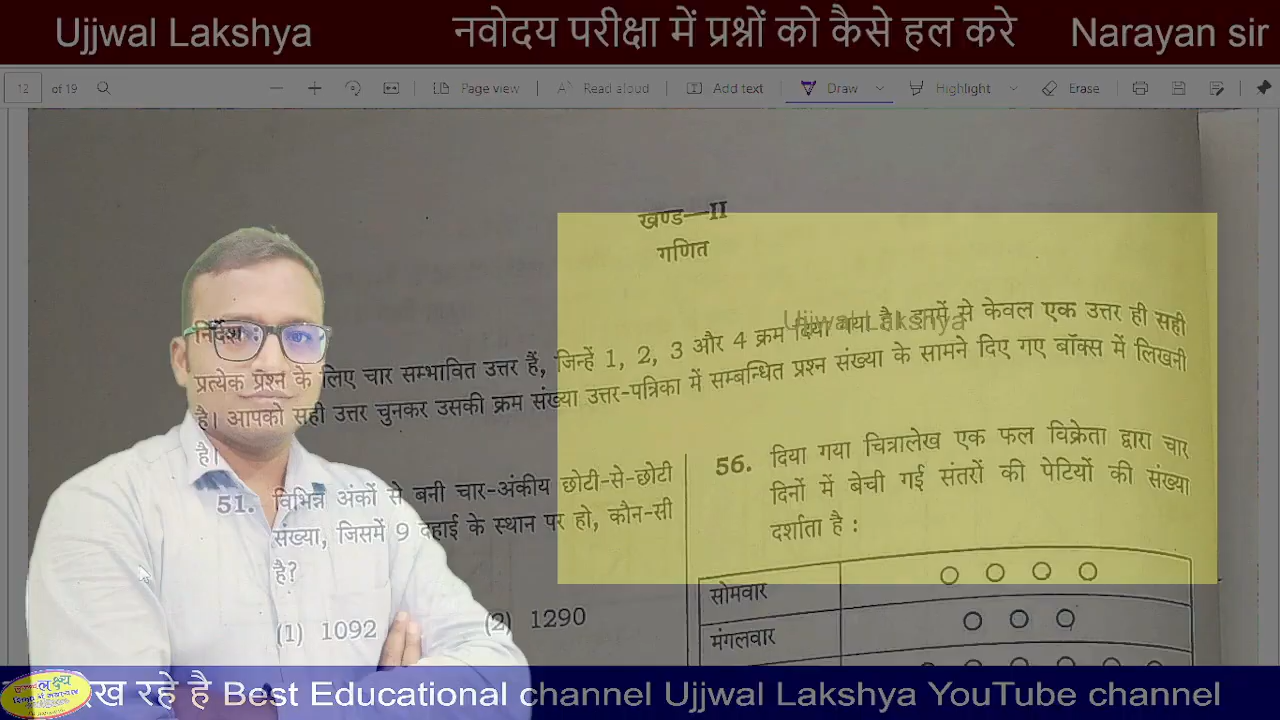 Ujjwal Lakshya
नवोदय परीक्षा में प्रश्नों को कैसे हल करे
Narayan sir
12 of 19
Page view
Read aloud
Add text
Draw
Highlight
Erase
खण्ड—II
गणित
Ujjwal Lakshya
निर्देश :
प्रत्येक प्रश्न के लिए चार सम्भावित उत्तर हैं, जिन्हें 1, 2, 3 और 4 क्रम दिया गया है। इनमें से केवल एक उत्तर ही सही
है। आपको सही उत्तर चुनकर उसकी क्रम संख्या उत्तर-पत्रिका में सम्बन्धित प्रश्न संख्या के सामने दिए गए बॉक्स में लिखनी
है।
51. विभिन्न अंकों से बनी चार-अंकीय छोटी-से-छोटी
संख्या, जिसमें 9 दहाई के स्थान पर हो, कौन-सी
है?
(1) 1092
(2) 1290
56. दिया गया चित्रालेख एक फल विक्रेता द्वारा चार
दिनों में बेची गई संतरों की पेटियों की संख्या
दर्शाता है :
सोमवार
मंगलवार
लक्ष्य
देख रहे है Best Educational channel Ujjwal Lakshya YouTube channel